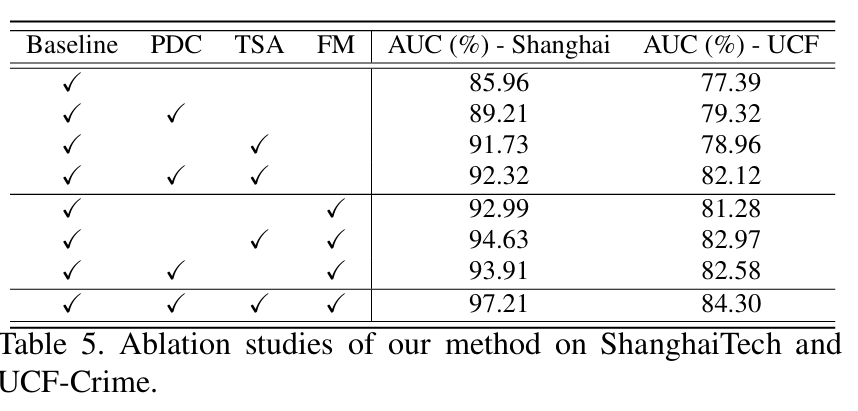 Baseline PDC TSA FM AUC (%) - Shanghai AUC (%) - UCF
✓ 85.96 77.39
✓ ✓ 89.21 79.32
✓ ✓ 91.73 78.96
✓ ✓ ✓ 92.32 82.12
✓ ✓ 92.99 81.28
✓ ✓ ✓ 94.63 82.97
✓ ✓ ✓ 93.91 82.58
✓ ✓ ✓ ✓ 97.21 84.30
Table 5. Ablation studies of our method on ShanghaiTech and
UCF-Crime.